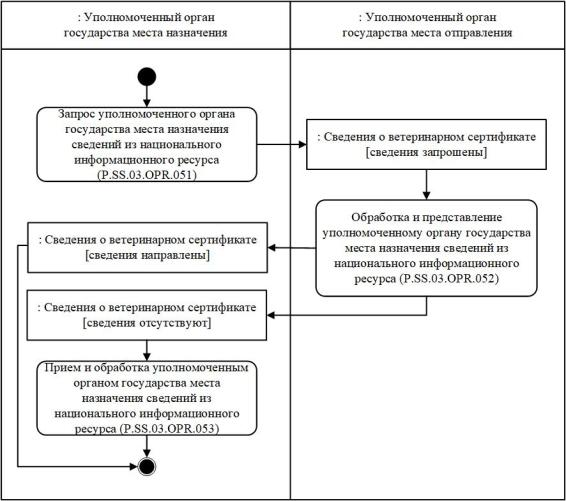 : Уполномоченный орган
государства места назначения
: Уполномоченный орган
государства места отправления
Запрос уполномоченного органа
государства места назначения
сведений из национального
информационного ресурса
(P.SS.03.OPR.051)
: Сведения о ветеринарном сертификате
[сведения запрошены]
Обработка и представление
уполномоченному органу государства
места назначения сведений из
национального информационного
ресурса (P.SS.03.OPR.052)
: Сведения о ветеринарном сертификате
[сведения направлены]
: Сведения о ветеринарном сертификате
[сведения отсутствуют]
Прием и обработка уполномоченным
органом государства места
назначения сведений из
национального информационного
ресурса (P.SS.03.OPR.053)